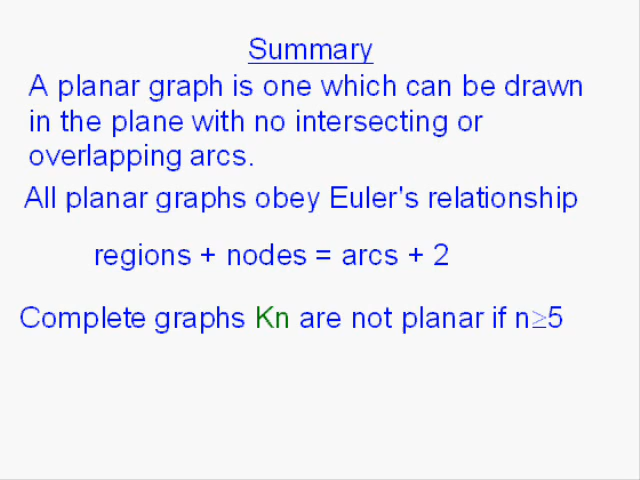 Summary
A planar graph is one which can be drawn
in the plane with no intersecting or
overlapping arcs.
All planar graphs obey Euler's relationship
regions + nodes = arcs + 2
Complete graphs Kn are not planar if n≥5